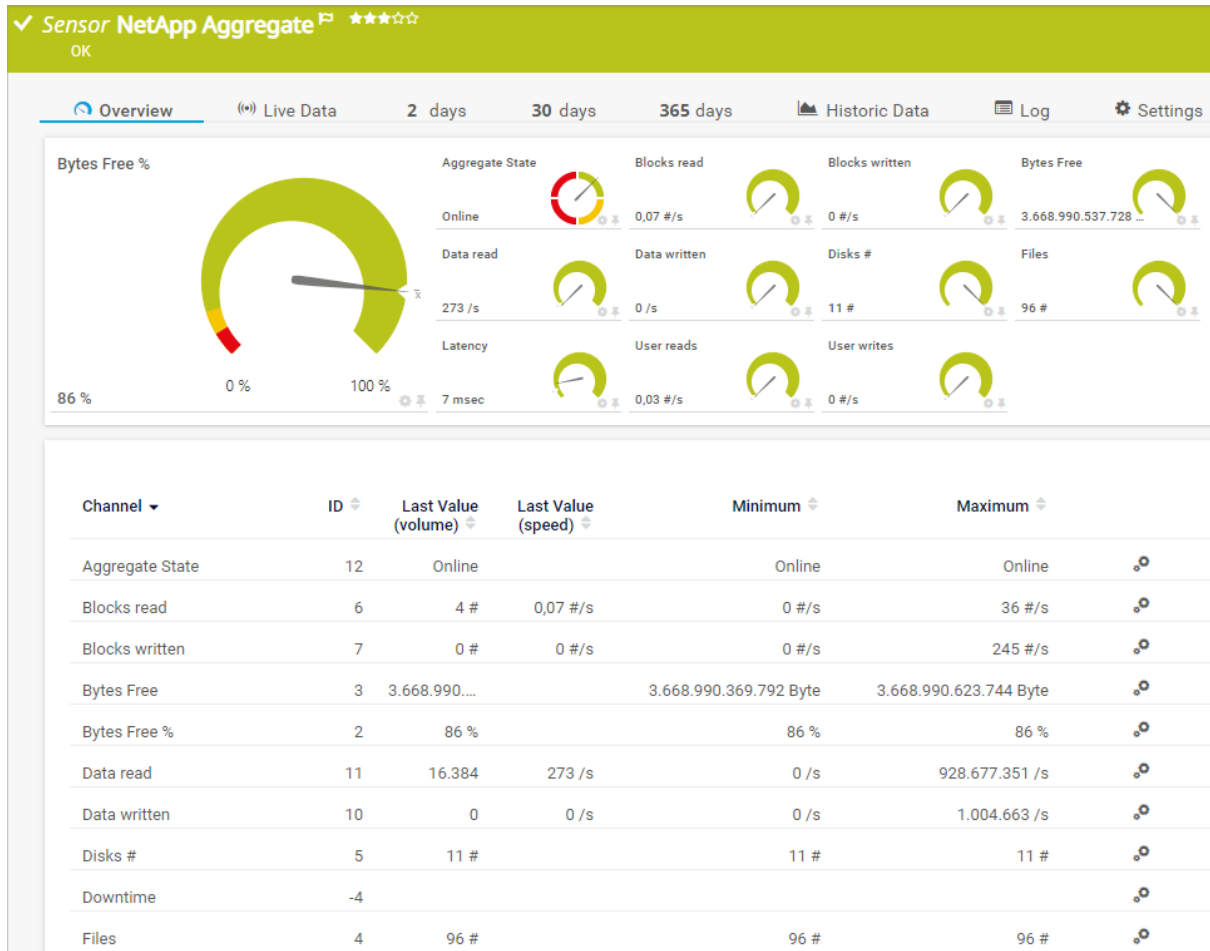 Sensor NetApp Aggregate
OK
Overview Live Data 2 days 30 days 365 days Historic Data Log Settings
Bytes Free %
0 % 100 %
86 %
Aggregate State Blocks read Blocks written Bytes Free
Online 0,07 #/s 0 #/s 3.668.990.537.728 ...
Data read Data written Disks # Files
273 /s 0 /s 11 # 96 #
Latency User reads User writes
7 msec 0,03 #/s 0 #/s
Channel ID Last Value (volume) Last Value (speed) Minimum Maximum
Aggregate State 12 Online Online Online
Blocks read 6 4 # 0,07 #/s 0 #/s 36 #/s
Blocks written 7 0 # 0 #/s 0 #/s 245 #/s
Bytes Free 3 3.668.990.... 3.668.990.369.792 Byte 3.668.990.623.744 Byte
Bytes Free % 2 86 % 86 % 86 %
Data read 11 16.384 273 /s 0 /s 928.677.351 /s
Data written 10 0 0 /s 0 /s 1.004.663 /s
Disks # 5 11 # 11 # 11 #
Downtime -4
Files 4 96 # 96 # 96 #